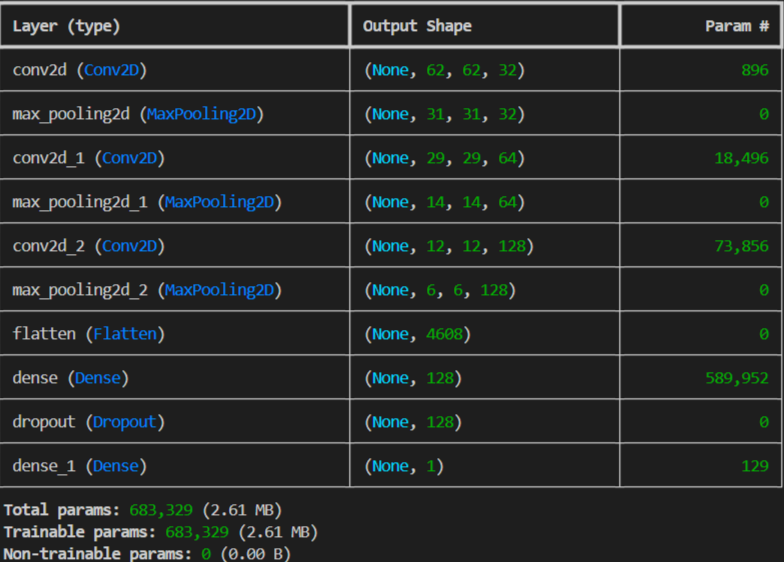 Layer (type) Output Shape Param #
conv2d (Conv2D) (None, 62, 62, 32) 896
max_pooling2d (MaxPooling2D) (None, 31, 31, 32) 0
conv2d_1 (Conv2D) (None, 29, 29, 64) 18,496
max_pooling2d_1 (MaxPooling2D) (None, 14, 14, 64) 0
conv2d_2 (Conv2D) (None, 12, 12, 128) 73,856
max_pooling2d_2 (MaxPooling2D) (None, 6, 6, 128) 0
flatten (Flatten) (None, 4608) 0
dense (Dense) (None, 128) 589,952
dropout (Dropout) (None, 128) 0
dense_1 (Dense) (None, 1) 129
Total params: 683,329 (2.61 MB)
Trainable params: 683,329 (2.61 MB)
Non-trainable params: 0 (0.00 B)